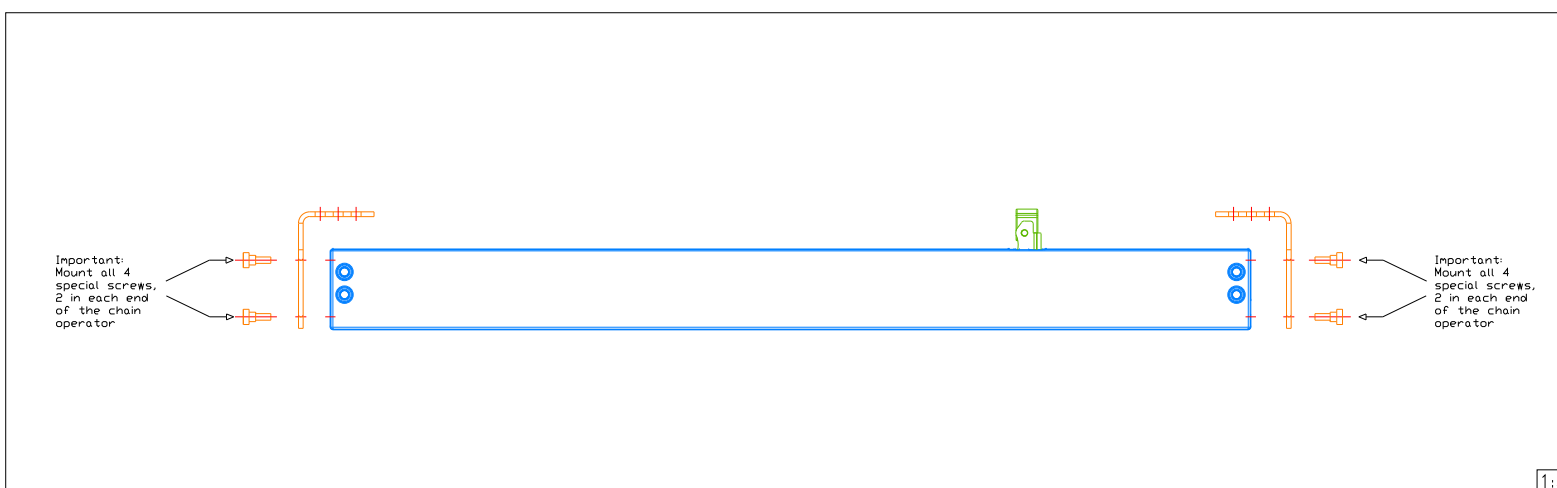 Important:
Mount all 4
special screws,
2 in each end
of the chain
operator
Important:
Mount all 4
special screws,
2 in each end
of the chain
operator
1: